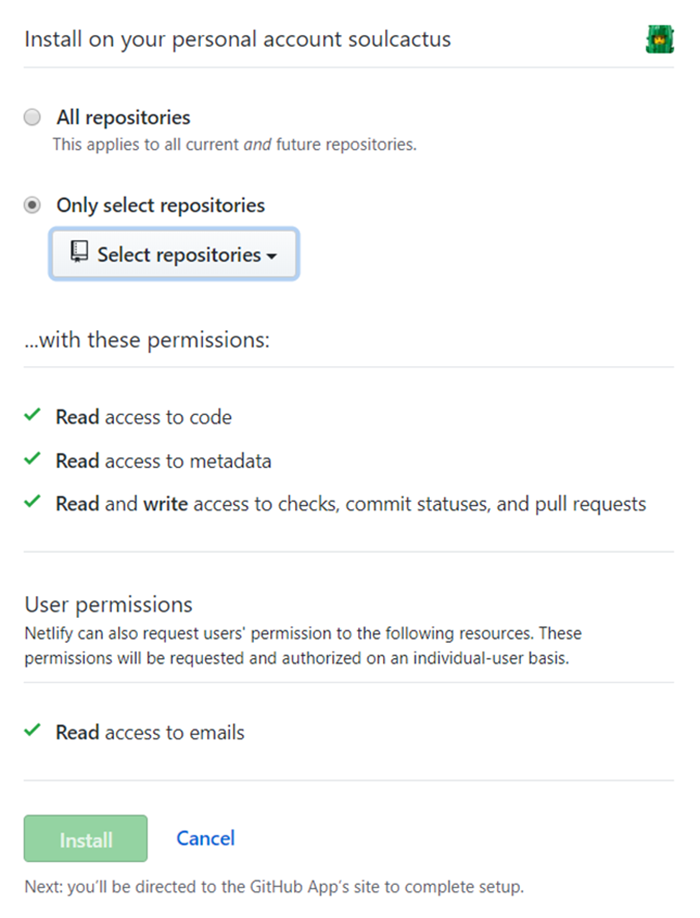 Install on your personal account soulcactus
All repositories
This applies to all current and future repositories.
Only select repositories
Select repositories
...with these permissions:
Read access to code
Read access to metadata
Read and write access to checks, commit statuses, and pull requests
User permissions
Netlify can also request users' permission to the following resources. These
permissions will be requested and authorized on an individual-user basis.
Read access to emails
Install Cancel
Next: you'll be directed to the GitHub App's site to complete setup.